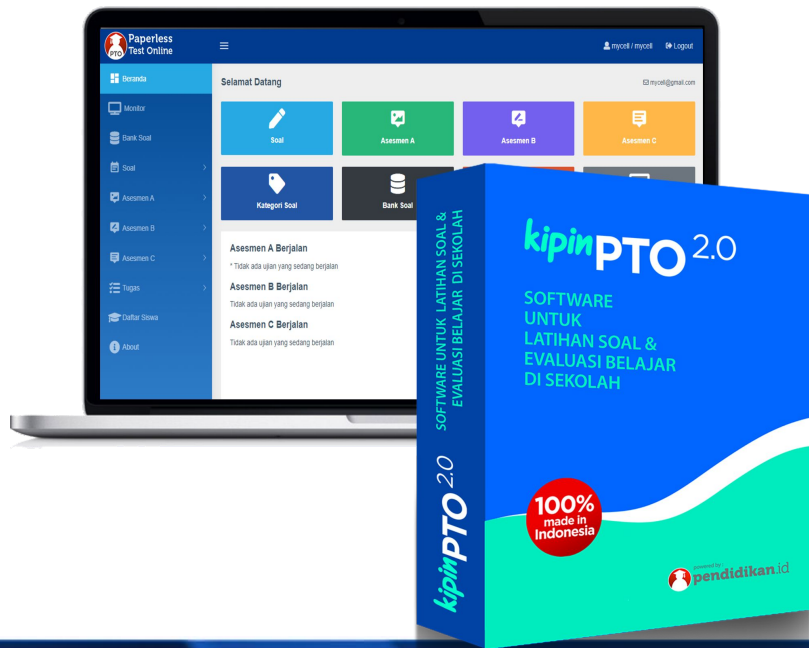 Paperless
Test Online
PTO
mycell / mycell
Logout
Beranda
Monitor
Bank Soal
Soal
Asesmen A
Asesmen B
Asesmen C
Tugas
Daftar Siswa
About
Selamat Datang
mycell@gmail.com
Soal
Asesmen A
Asesmen B
Asesmen C
Kategori Soal
Bank Soal
Asesmen A Berjalan
* Tidak ada ujian yang sedang berjalan
Asesmen B Berjalan
Tidak ada ujian yang sedang berjalan
Asesmen C Berjalan
Tidak ada ujian yang sedang berjalan
SOFTWARE UNTUK LATIHAN SOAL &
EVALUASI BELAJAR DI SEKOLAH
kipinPTO 2.0
kipinPTO 2.0
SOFTWARE
UNTUK
LATIHAN SOAL &
EVALUASI BELAJAR
DI SEKOLAH
100%
made in
Indonesia
powered by:
pendidikan.id